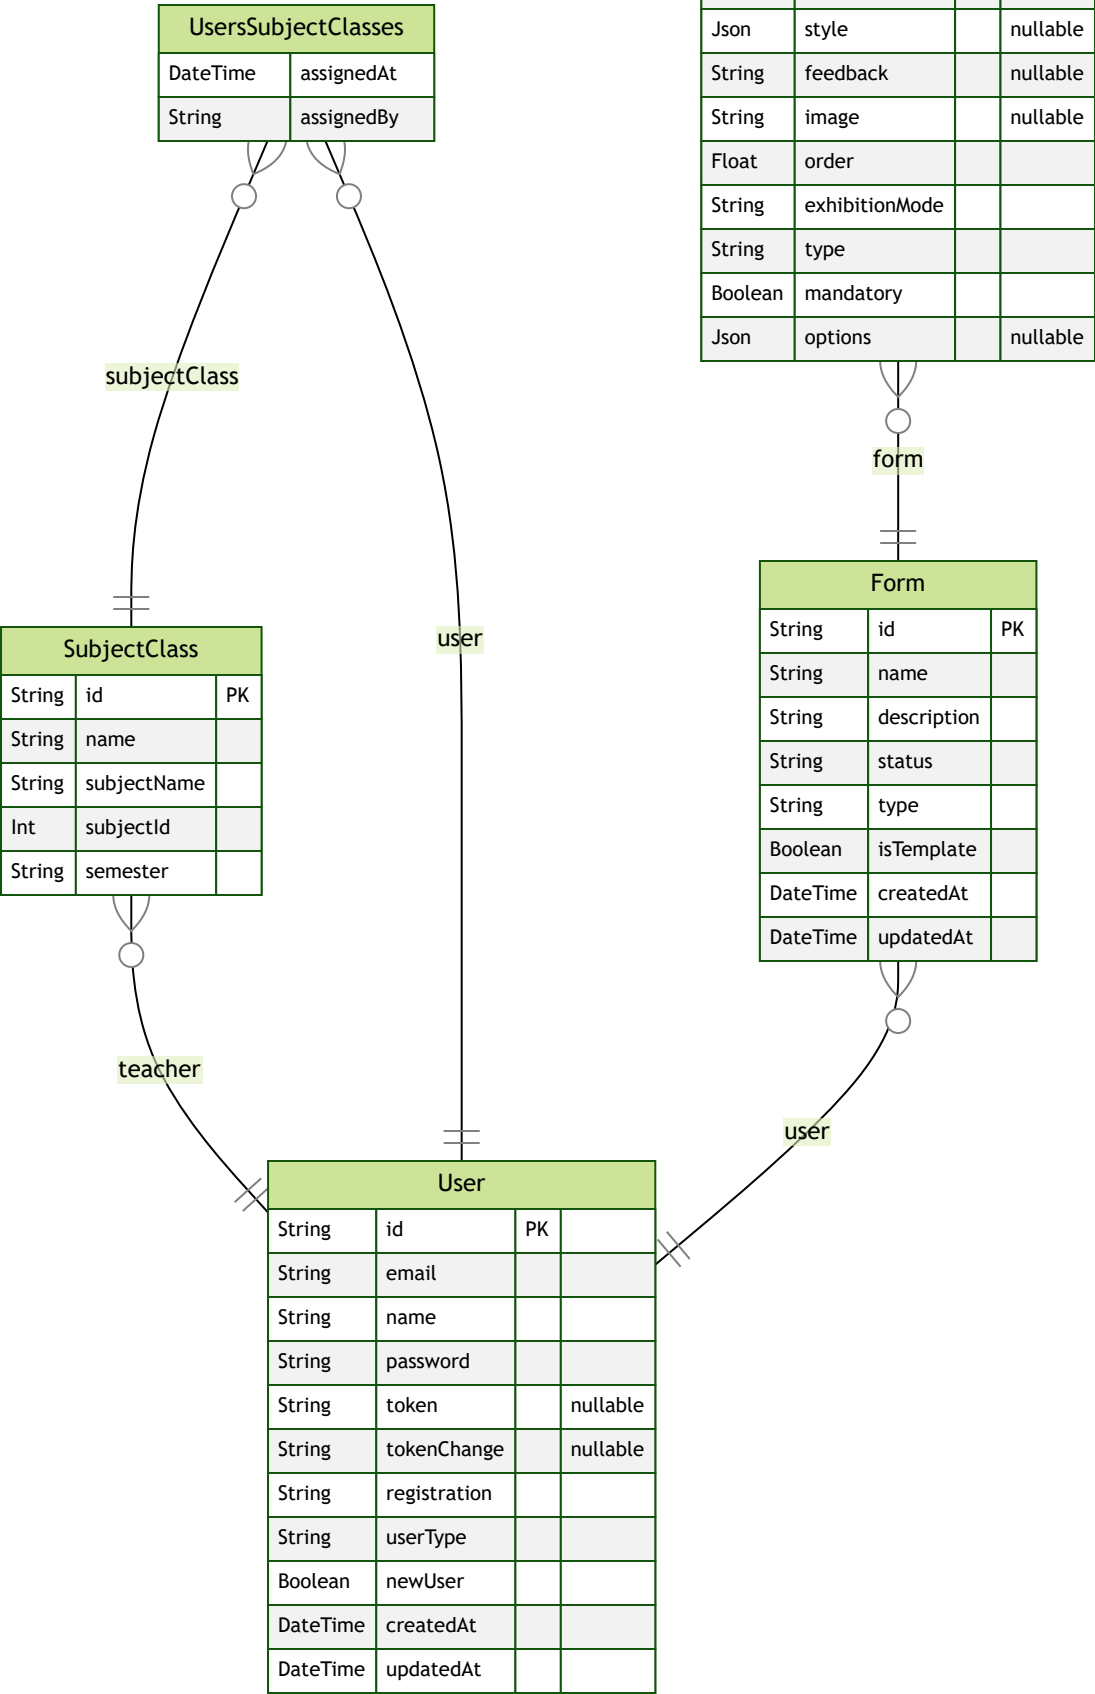 UsersSubjectClasses
DateTime assignedAt
String assignedBy
Json style nullable
String feedback nullable
String image nullable
Float order
String exhibitionMode
String type
Boolean mandatory
Json options nullable
subjectClass
form
user
SubjectClass
String id PK
String name
String subjectName
Int subjectId
String semester
Form
String id PK
String name
String description
String status
String type
Boolean isTemplate
DateTime createdAt
DateTime updatedAt
teacher
user
User
String id PK
String email
String name
String password
String token nullable
String tokenChange nullable
String registration
String userType
Boolean newUser
DateTime createdAt
DateTime updatedAt